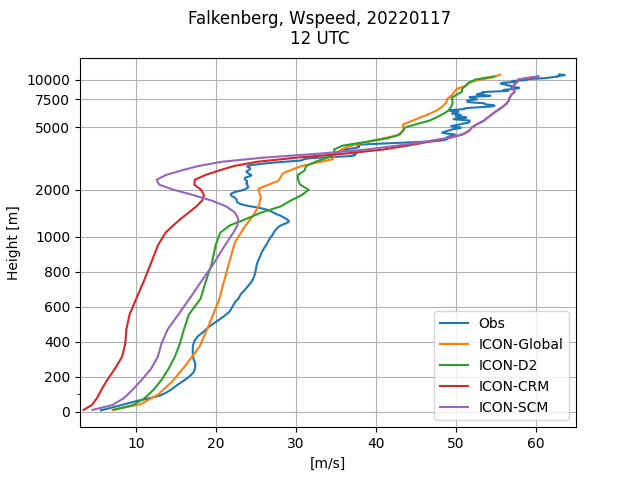 Falkenberg, Wspeed, 20220117
12 UTC
Height [m]
10000
7500
5000
2000
1000
800
600
400
200
0
Obs
ICON-Global
ICON-D2
ICON-CRM
ICON-SCM
10 20 30 40 50 60
[m/s]